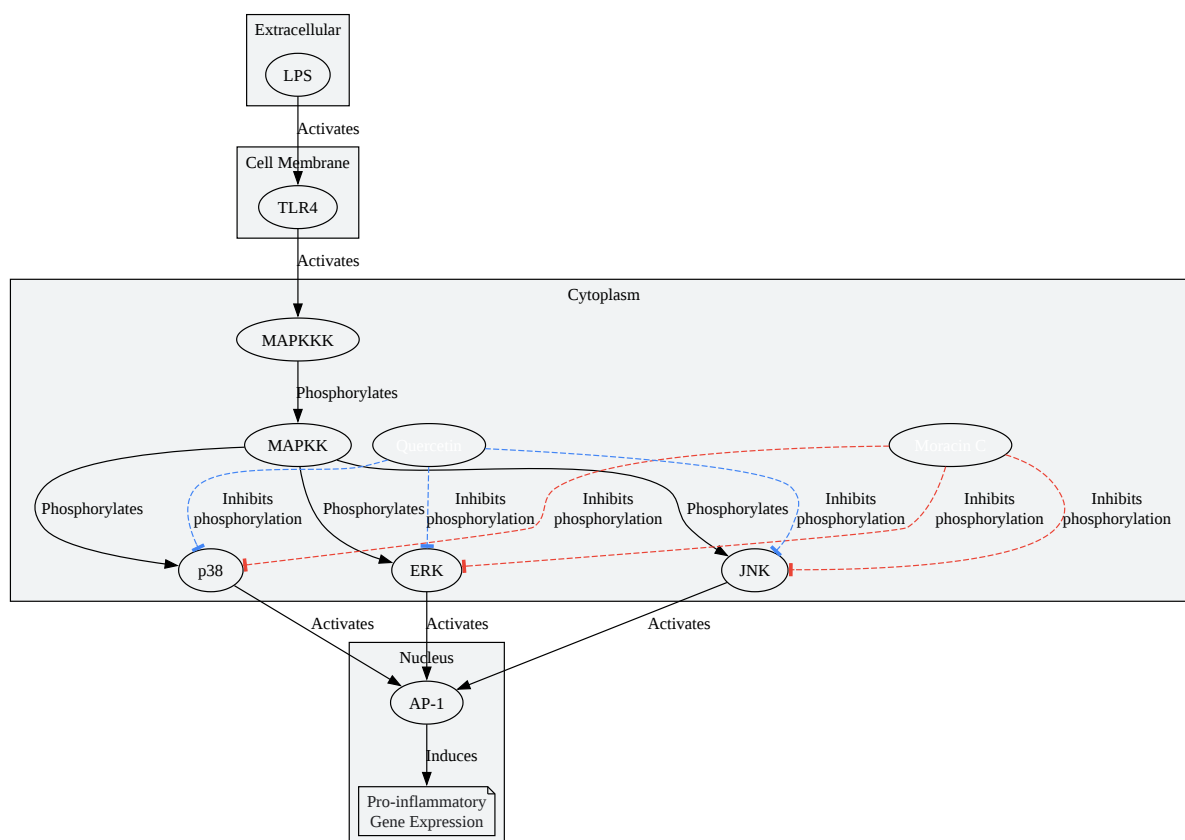 Extracellular
LPS
Activates
Cell Membrane
TLR4
Activates
Cytoplasm
MAPKKK
Phosphorylates
MAPKK
Quercetin
Moracin C
Phosphorylates
Inhibits
phosphorylation
Phosphorylates
Inhibits
phosphorylation
Inhibits
phosphorylation
Phosphorylates
Inhibits
phosphorylation
Inhibits
phosphorylation
Inhibits
phosphorylation
p38
ERK
JNK
Activates
Activates
Activates
Nucleus
AP-1
Induces
Pro-inflammatory
Gene Expression